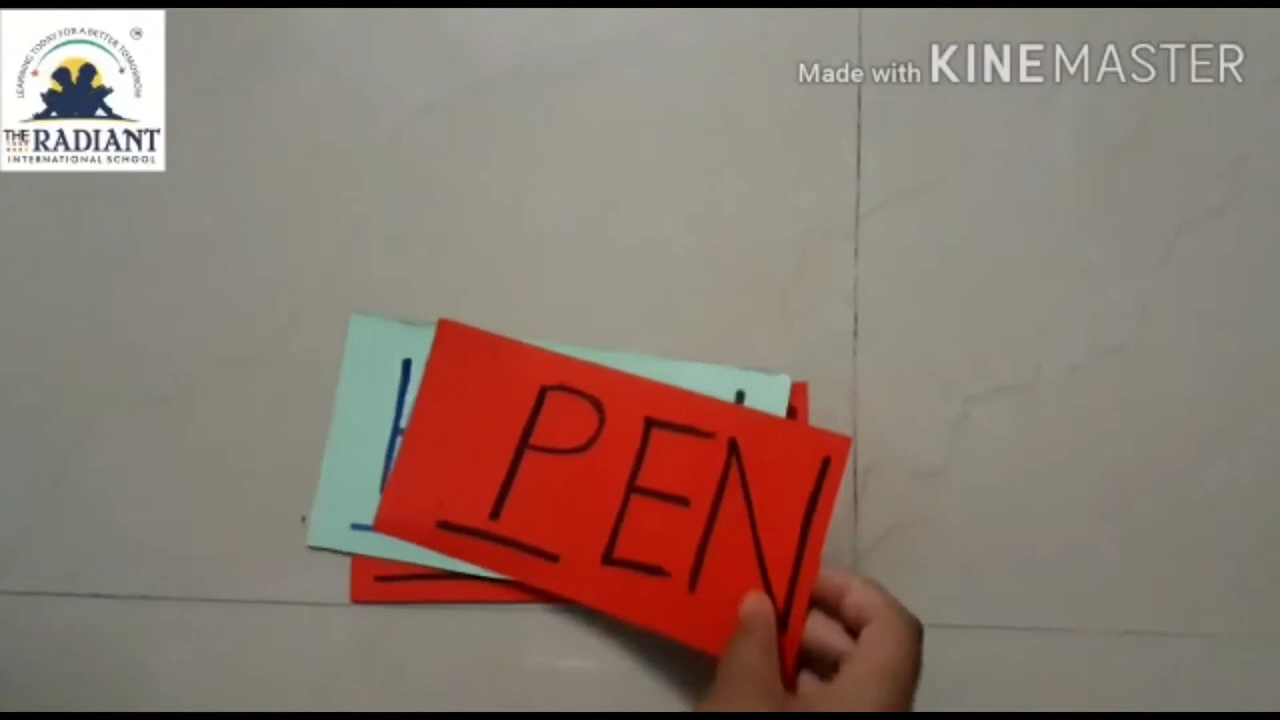 LEARNING TODAY FOR A BETTER TOMORROW
THE RADIANT
INTERNATIONAL SCHOOL
Made with KINEMASTER
PEN